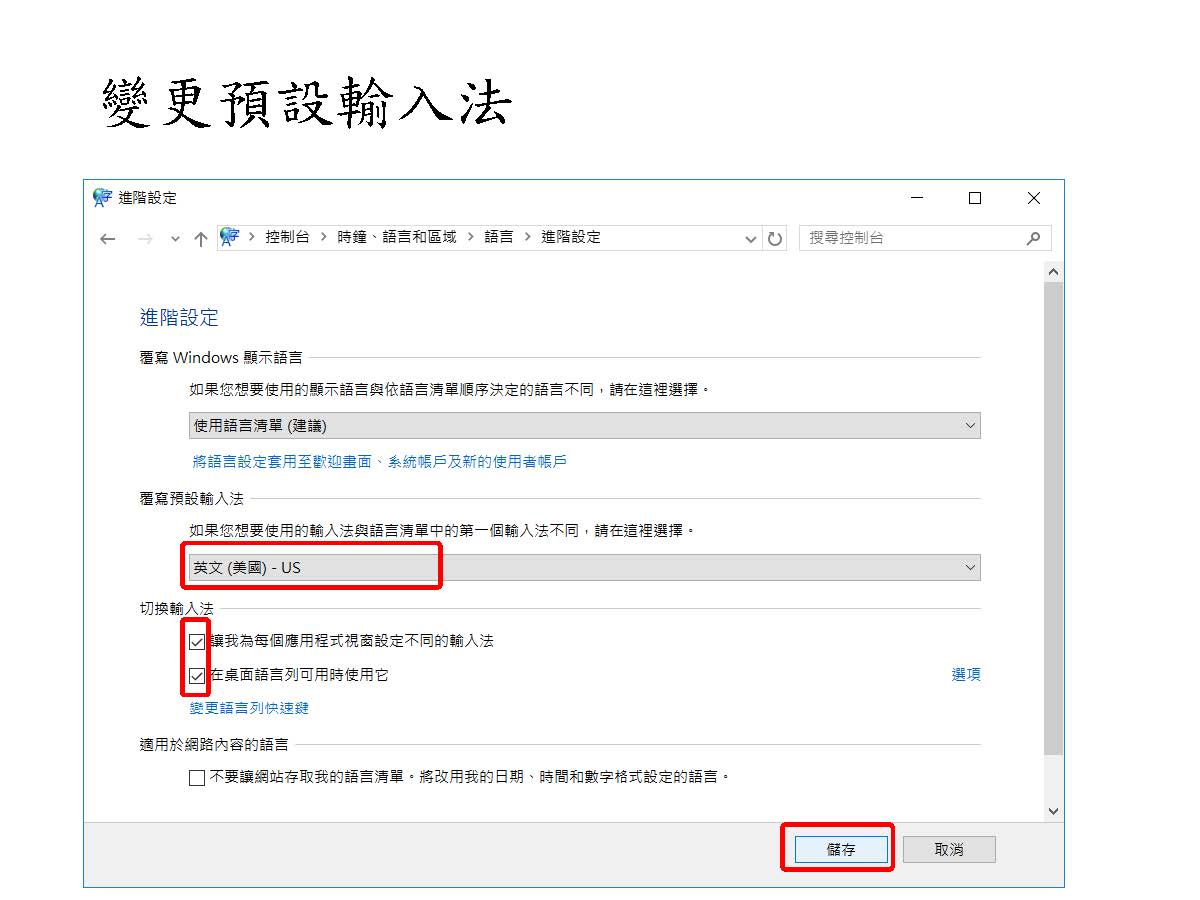 變更預設輸入法
進階設定
控制台 > 時鐘、語言和區域 > 語言 > 進階設定
搜尋控制台
進階設定
覆寫 Windows 顯示語言
如果您想要使用的顯示語言與依語言清單順序決定的語言不同，請在這裡選擇。
使用語言清單 (建議)
將語言設定套用至歡迎畫面、系統帳戶及新的使用者帳戶
覆寫預設輸入法
如果您想要使用的輸入法與語言清單中的第一個輸入法不同，請在這裡選擇。
英文 (美國) - US
切換輸入法
讓我為每個應用程式視窗設定不同的輸入法
在桌面語言列可用時使用它
選項
變更語言列快速鍵
適用於網路內容的語言
不要讓網站存取我的語言清單。將改用我的日期、時間和數字格式設定的語言。
儲存
取消